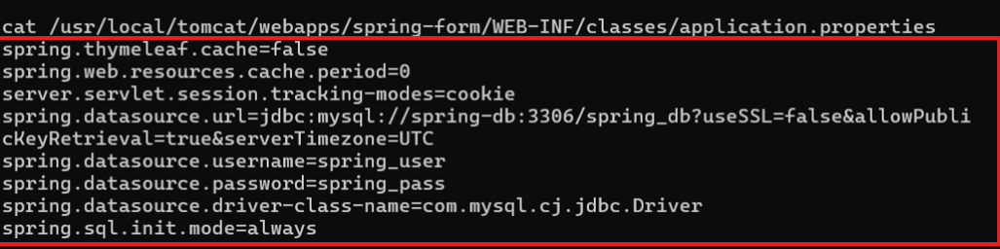 cat /usr/local/tomcat/webapps/spring-form/WEB-INF/classes/application.properties
spring.thymeleaf.cache=false
spring.web.resources.cache.period=0
server.servlet.session.tracking-modes=cookie
spring.datasource.url=jdbc:mysql://spring-db:3306/spring_db?useSSL=false&allowPubli
cKeyRetrieval=true&serverTimezone=UTC
spring.datasource.username=spring_user
spring.datasource.password=spring_pass
spring.datasource.driver-class-name=com.mysql.cj.jdbc.Driver
spring.sql.init.mode=always